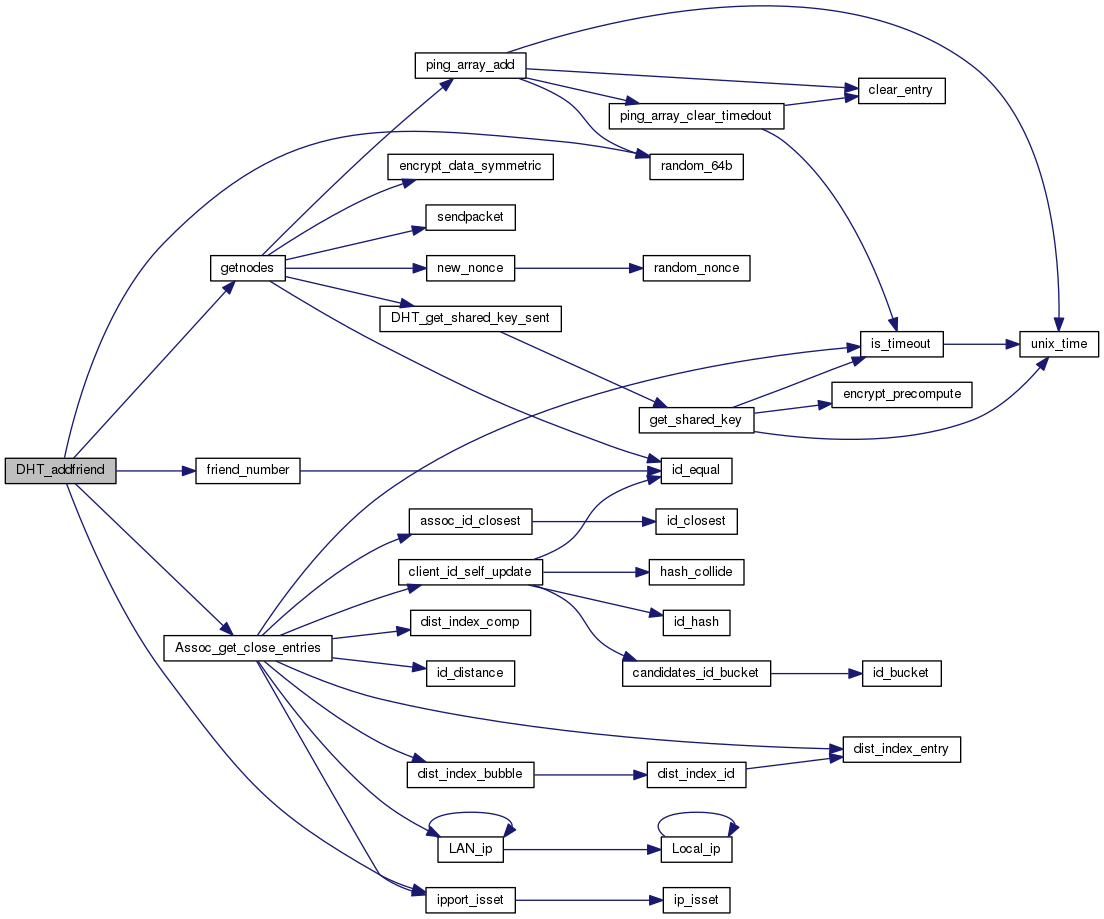 ping_array_add
clear_entry
ping_array_clear_timedout
encrypt_data_symmetric
random_64b
sendpacket
getnodes
new_nonce
random_nonce
DHT_get_shared_key_sent
is_timeout
unix_time
encrypt_precompute
get_shared_key
DHT_addfriend
friend_number
id_equal
assoc_id_closest
id_closest
client_id_self_update
hash_collide
dist_index_comp
id_hash
Assoc_get_close_entries
id_distance
candidates_id_bucket
id_bucket
dist_index_entry
dist_index_bubble
dist_index_id
LAN_ip
Local_ip
ipport_isset
ip_isset